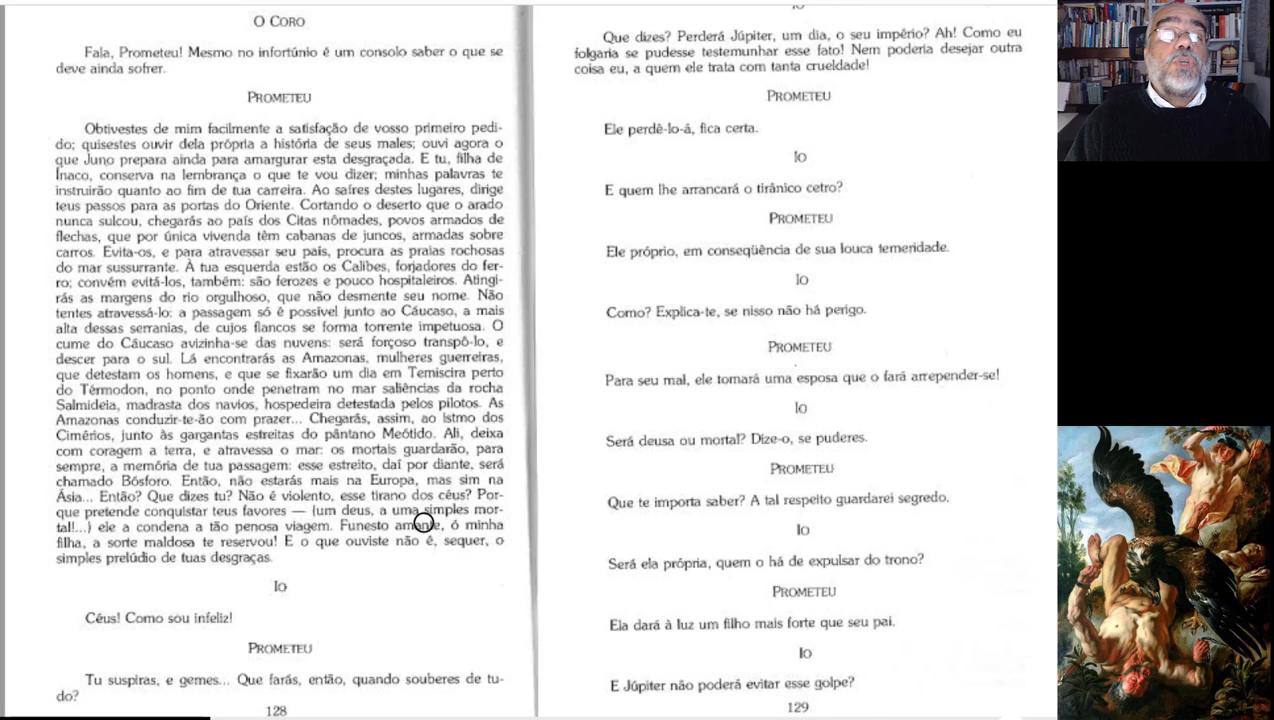 O CORO
Fala, Prometeu! Mesmo no infortúnio é um consolo saber o que se
deve ainda sofrer.
PROMETEU
Obtivestes de mim facilmente a satisfação de vosso primeiro pedi-
do; quisestes ouvir dela própria a história de seus males; ouvi agora o
que Juno prepara ainda para amargurar esta desgraçada. E tu, filha de
Ínaco, conserva na lembrança o que te vou dizer; minhas palavras te
instruirão quanto ao fim de tua carreira. Ao saíres destes lugares, dirige
teus passos para as portas do Oriente. Cortando o deserto que o arado
nunca sulcou, chegarás ao país dos Citas nômades, povos armados de
flechas, que por única vivenda têm cabanas de juncos, armadas sobre
carros. Evita-os, e para atravessar seu país, procura as praias rochosas
do mar sussurrante. À tua esquerda estão os Calibes, forjadores do fer-
ro; convém evitá-los, também: são ferozes e pouco hospitaleiros. Atingi-
rás as margens do rio orgulhoso, que não desmente seu nome. Não
tentes atravessá-lo: a passagem só é possível junto ao Cáucaso, a mais
alta dessas serranias, de cujos flancos se forma torrente impetuosa. O
cume do Cáucaso avizinha-se das nuvens: será forçoso transpô-lo, e
descer para o sul. Lá encontrarás as Amazonas, mulheres guerreiras,
que detestam os homens, e que se fixarão um dia em Temiscira perto
do Térmodon, no ponto onde penetram no mar saliências da rocha
Salmideia, madrasta dos navios, hospedeira detestada pelos pilotos. As
Amazonas conduzir-te-ão com prazer... Chegarás, assim, ao istmo dos
Cimérios, junto às gargantas estreitas do pântano Meótido. Ali, deixa
com coragem a terra, e atravessa o mar: os mortais guardarão, para
sempre, a memória de tua passagem: esse estreito, daí por diante, será
chamado Bósforo. Então, não estarás mais na Europa, mas sim na
Ásia... Então? Que dizes tu? Não é violento, esse tirano dos céus? Por-
que pretende conquistar teus favores — (um deus, a uma simples mor-
tal!...) ele a condena a tão penosa viagem. Funesto amante, ó minha
filha, a sorte maldosa te reservou! E o que ouviste não é, sequer, o
simples prelúdio de tuas desgraças.
Io
Céus! Como sou infeliz!
PROMETEU
Tu suspiras, e gemes... Que farás, então, quando souberes de tu-
do?
128
Io
Que dizes? Perderá Júpiter, um dia, o seu império? Ah! Como eu
folgaria se pudesse testemunhar esse fato! Nem poderia desejar outra
coisa eu, a quem ele trata com tanta crueldade!
PROMETEU
Ele perdê-lo-á, fica certa.
Io
E quem lhe arrancará o tirânico cetro?
PROMETEU
Ele próprio, em conseqüência de sua louca temeridade.
Io
Como? Explica-te, se nisso não há perigo.
PROMETEU
Para seu mal, ele tomará uma esposa que o fará arrepender-se!
Io
Será deusa ou mortal? Dize-o, se puderes.
PROMETEU
Que te importa saber? A tal respeito guardarei segredo.
Io
Será ela própria, quem o há de expulsar do trono?
PROMETEU
Ela dará à luz um filho mais forte que seu pai.
Io
E Júpiter não poderá evitar esse golpe?
129